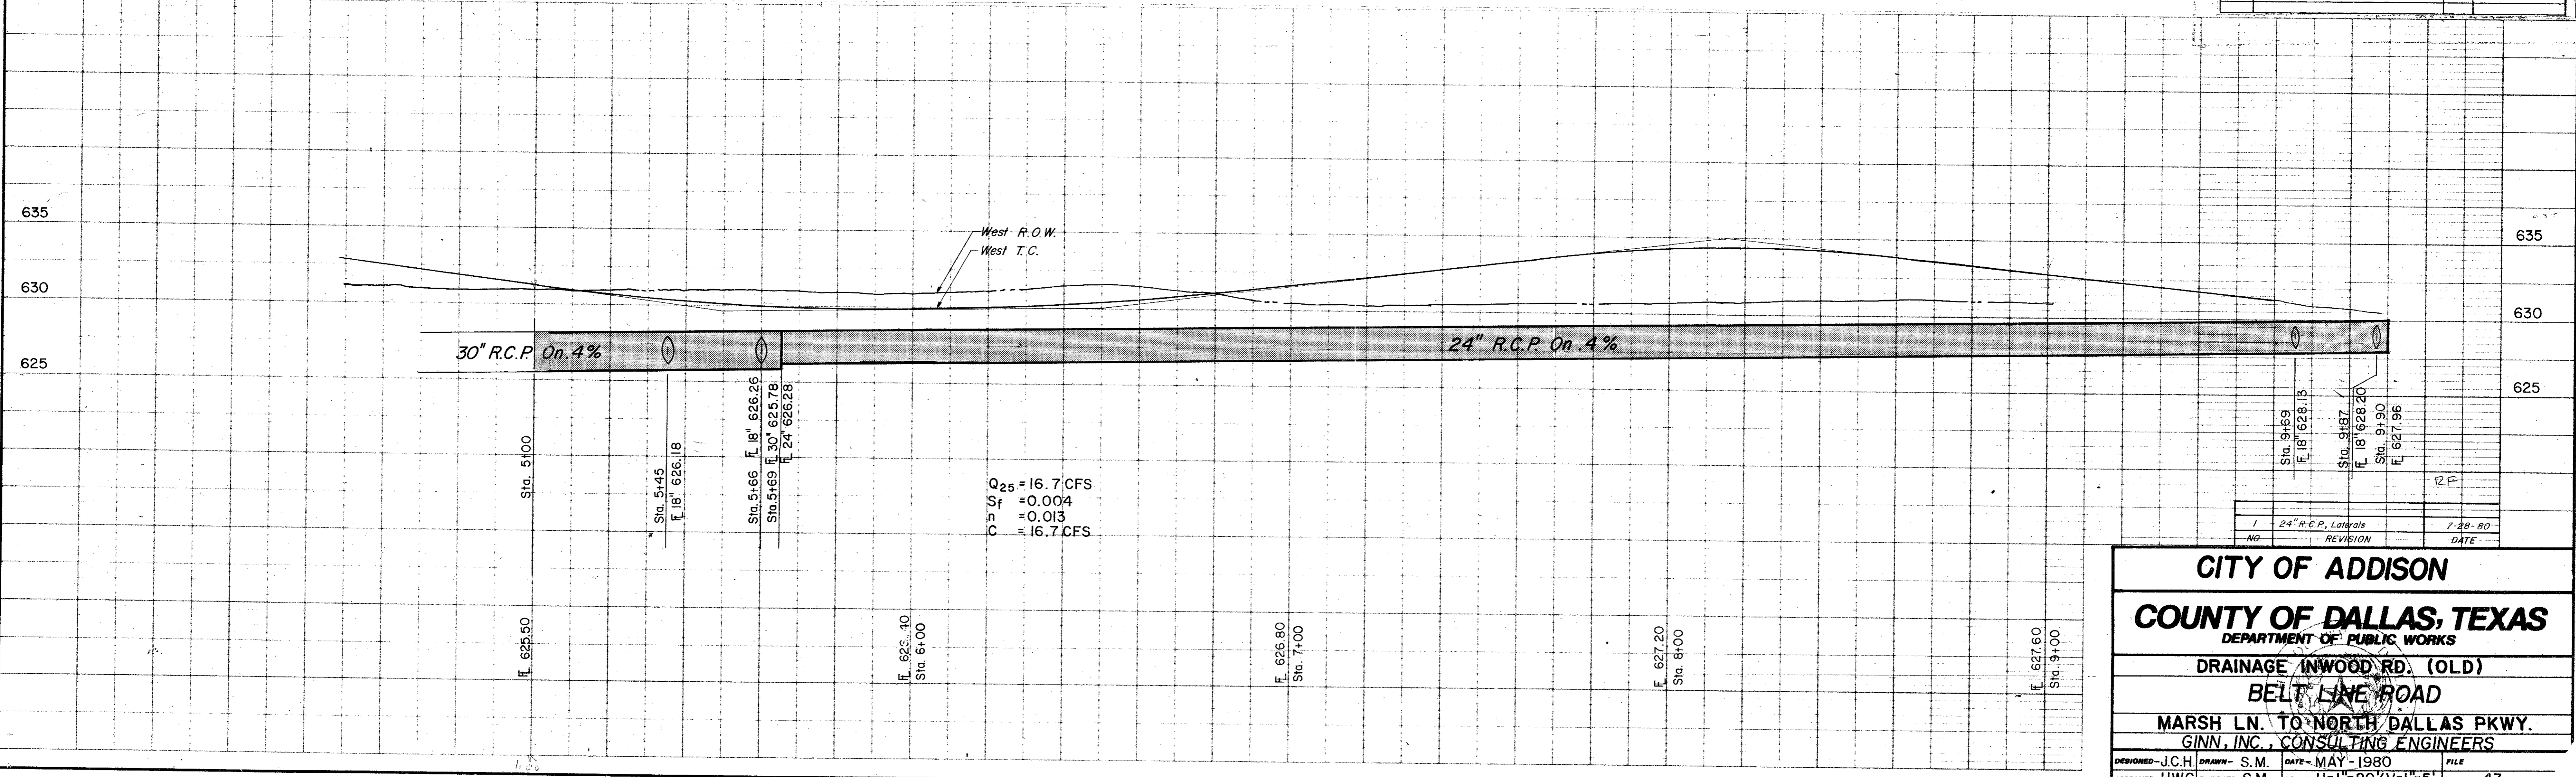 635
630
625
635
630
625
West R.O.W.
West T.C.
30" R.C.P. On .4%
24" R.C.P. On .4%
Sta. 5+00
Sta. 5+45
FL 18" 626.18
Sta. 5+66 FL 18" 626.26
Sta. 5+69 FL 30" 625.78
FL 24" 626.28
Q25 = 16.7 CFS
Sf = 0.004
n = 0.013
C = 16.7 CFS
Sta. 9+69
FL 18" 628.13
Sta. 9+87
FL 18" 628.20
Sta. 9+90
FL 627.96
FL 625.50
Sta. 6+00
FL 626.80
Sta. 7+00
FL 627.20
Sta. 8+00
FL 627.60
Sta. 9+00
RF
1 24" R.C.P., Laterals 7-28-80
NO. REVISION DATE
CITY OF ADDISON
COUNTY OF DALLAS, TEXAS
DEPARTMENT OF PUBLIC WORKS
DRAINAGE INWOOD RD. (OLD)
BELT LINE ROAD
MARSH LN. TO NORTH DALLAS PKWY.
GINN, INC., CONSULTING ENGINEERS
DESIGNED- J.C.H. DRAWN- S.M. DATE- MAY-1980 FILE